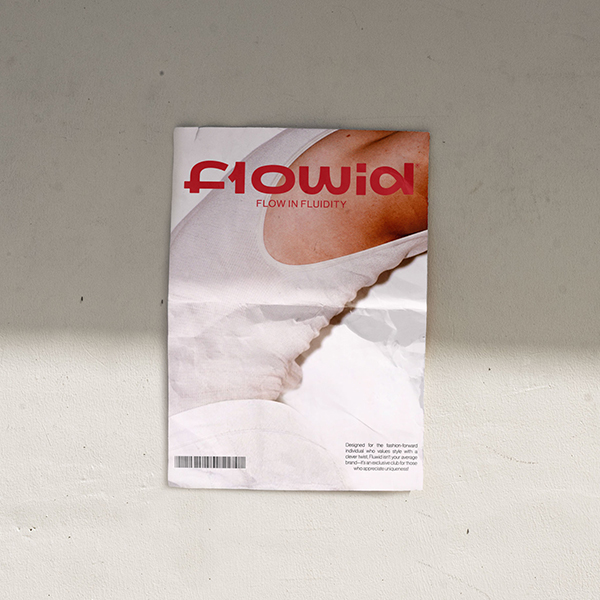 flowid
FLOW IN FLUIDITY
Designed for the fashion-forward
individual who values style with a
clever twist, Fluwid isn't your average
brand—it's an exclusive club for those
who appreciate uniqueness!